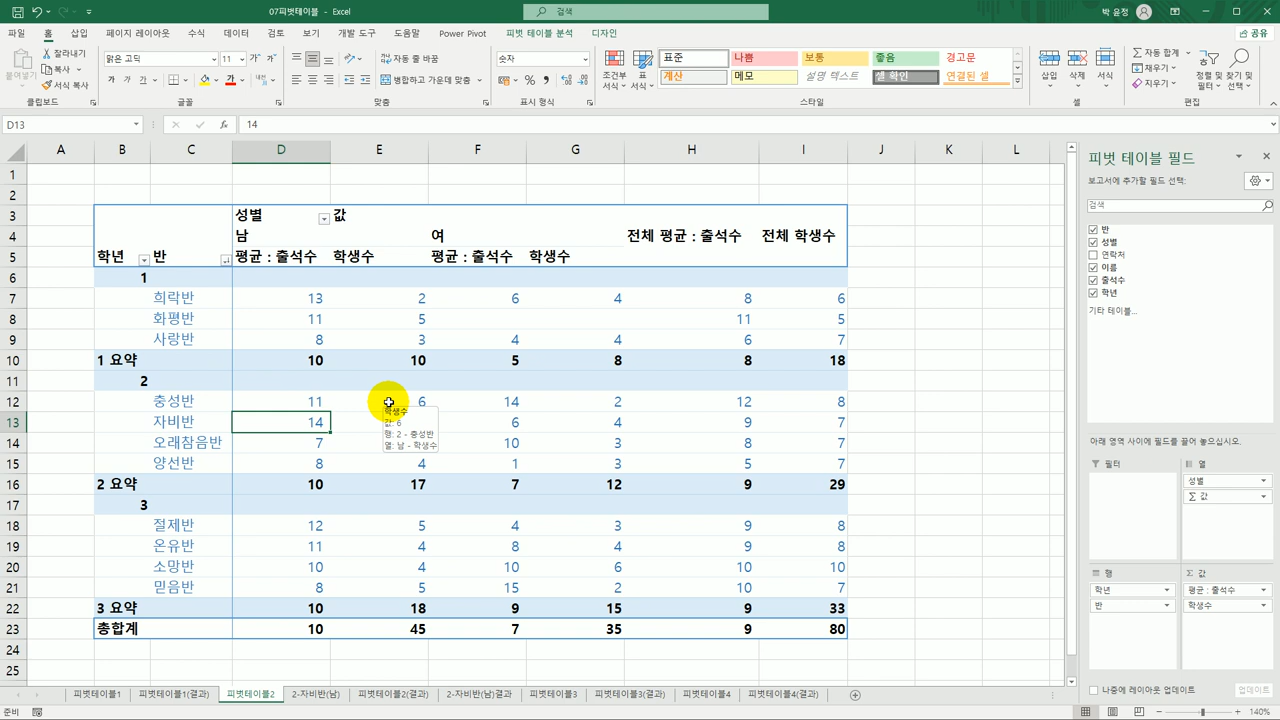 07피벗테이블 - Excel
검색
박 윤정
파일 홈 삽입 페이지 레이아웃 수식 데이터 검토 보기 개발 도구 도움말 Power Pivot 피벗 테이블 분석 디자인
공유
붙여넣기
잘라내기
복사
서식 복사
클립보드
맑은 고딕 11
가 가 가
글꼴
자동 줄 바꿈
병합하고 가운데 맞춤
맞춤
숫자
표시 형식
조건부 서식
표 서식
표준 나쁨 보통 좋음 경고문
계산 메모 설명 텍스트 셀 확인 연결된 셀
스타일
삽입 삭제 서식
셀
자동 합계
채우기
지우기
정렬 및 필터
찾기 및 선택
편집
D13 fx 14
A B C D E F G H I J K L
1
2
3 성별 값
4 남 여 전체 평균 : 출석수 전체 학생수
5 학년 반 평균 : 출석수 학생수 평균 : 출석수 학생수
6 1
7 희락반 13 2 6 4 8 6
8 화평반 11 5 11 5
9 사랑반 8 3 4 4 6 7
10 1 요약 10 10 5 8 8 18
11 2
12 충성반 11 6 14 2 12 8
13 자비반 14 6 4 9 7
14 오래참음반 7 10 3 8 7
15 양선반 8 4 1 3 5 7
16 2 요약 10 17 7 12 9 29
17 3
18 절제반 12 5 4 3 9 8
19 온유반 11 4 8 4 9 8
20 소망반 10 4 10 6 10 10
21 믿음반 8 5 15 2 10 7
22 3 요약 10 18 9 15 9 33
23 총합계 10 45 7 35 9 80
24
25
학생수
값: 6
행: 2 - 충성반
열: 남 - 학생수
피벗 테이블 필드
보고서에 추가할 필드 선택:
검색
반
성별
연락처
이름
출석수
학년
기타 테이블...
아래 영역 사이에 필드를 끌어 놓으십시오.
필터 열
성별
Σ 값
행 Σ 값
학년 평균 : 출석수
반 학생수
나중에 레이아웃 업데이트 업데이트
피벗테이블1 피벗테이블1(결과) 피벗테이블2 2-자비반(남) 피벗테이블2(결과) 2-자비반(남)결과 피벗테이블3 피벗테이블3(결과) 피벗테이블4 피벗테이블4(결과)
준비 140%